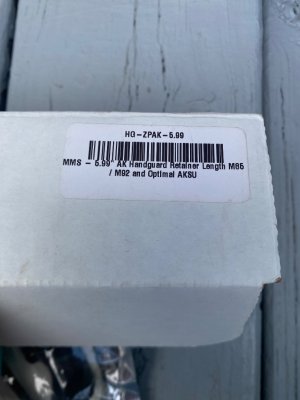 HG-ZPAK-5.99
MMS - 5.99" AK Handguard Retainer Length M85
/ M92 and Optimal AKSU